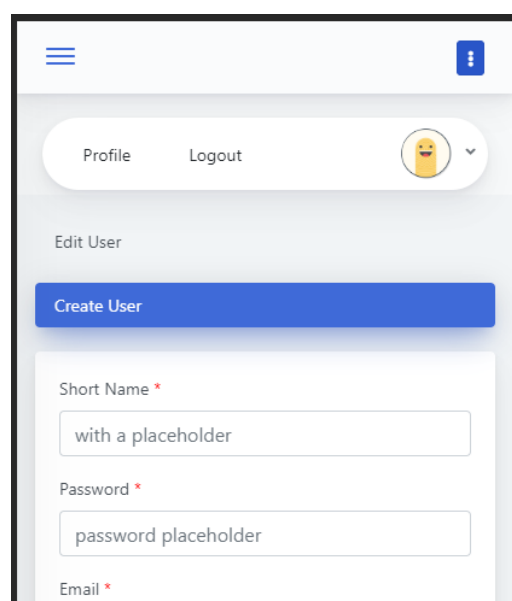 Profile Logout
Edit User
Create User
Short Name *
with a placeholder
Password *
password placeholder
Email *